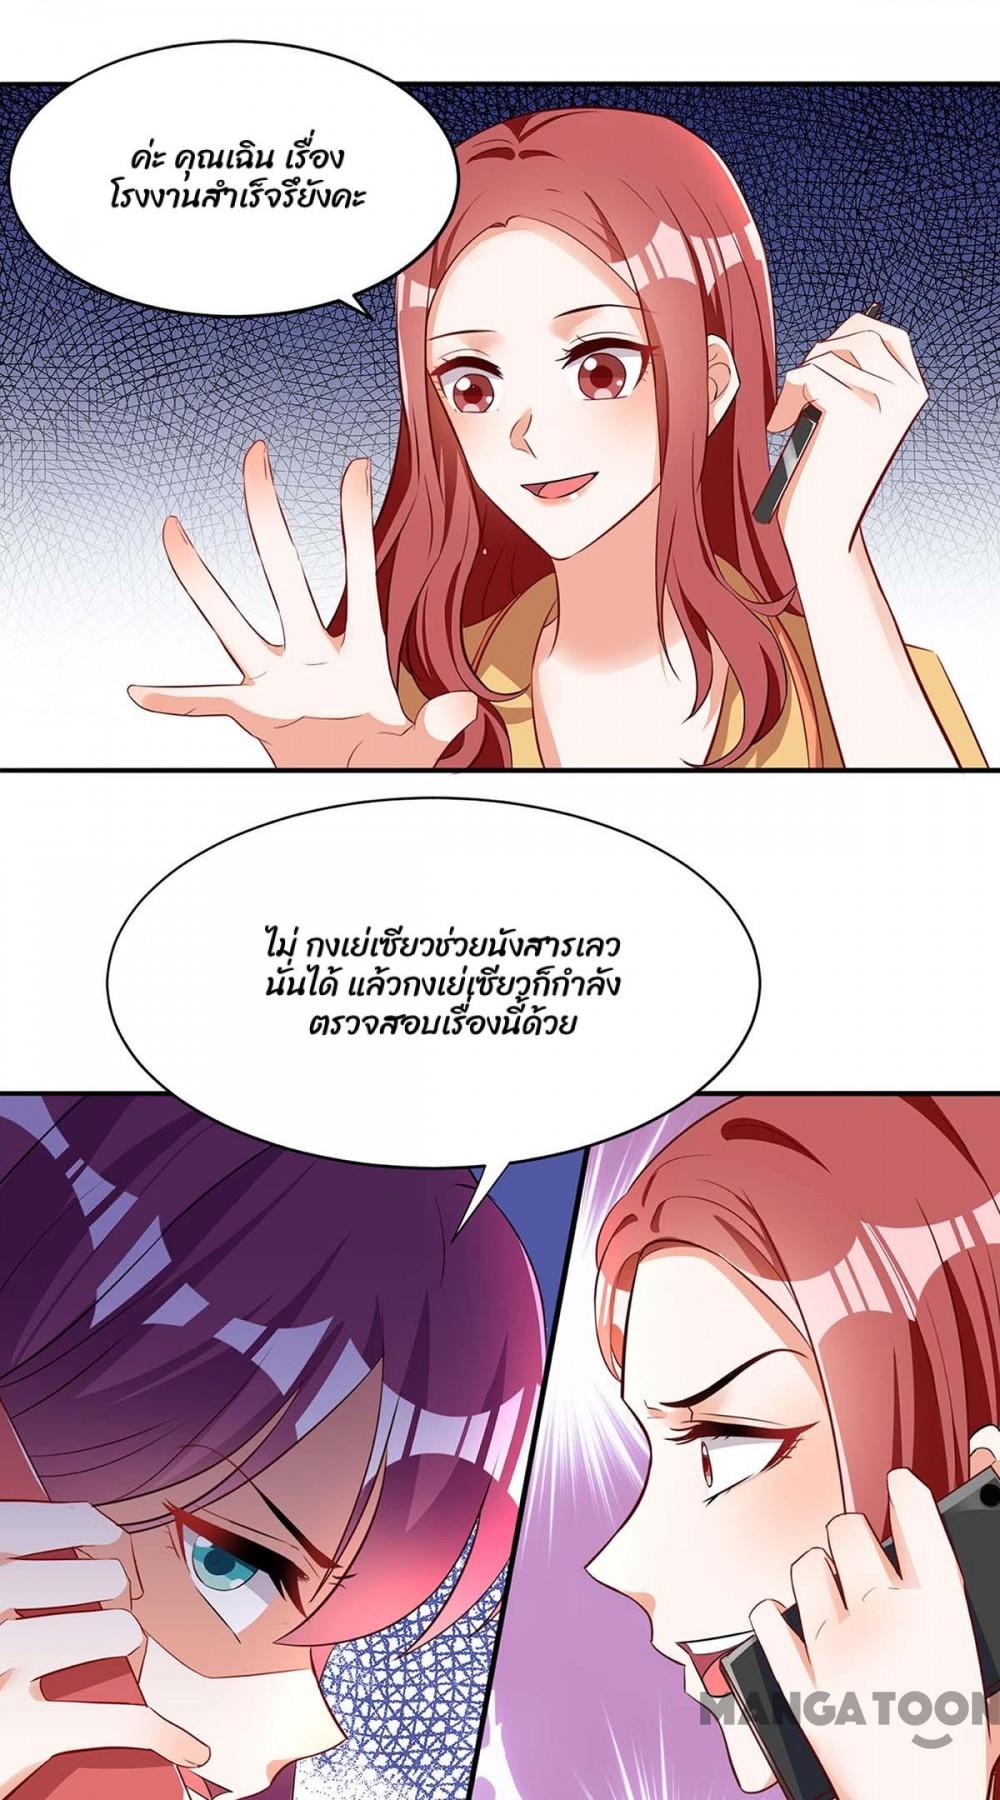 ค่ะ คุณเฉิน เรื่อง
โรงงานสำเร็จรึยังคะ
ไม่ กงเย่เซียวช่วยนังสารเลว
นั่นได้ แล้วกงเย่เซียวก็กำลัง
ตรวจสอบเรื่องนี้ด้วย
MANGATOON